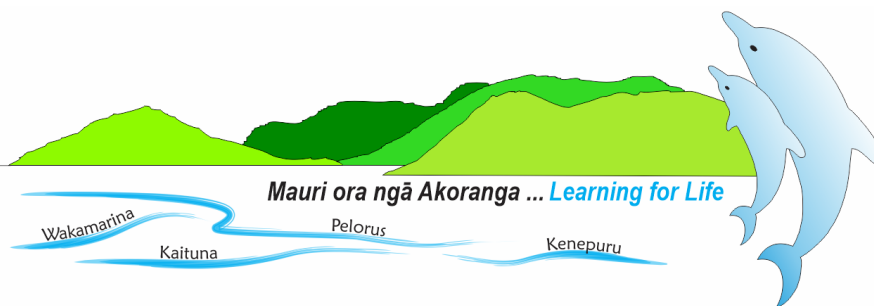 Mauri ora ngā Akoranga ... Learning for Life
Wakamarina
Pelorus
Kaituna
Kenepuru